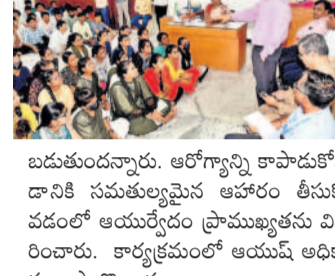 బడుతుందన్నారు. ఆరోగ్యాన్ని కాపాడుకో
డానికి సమతుల్యమైన ఆహారం తీసుక
వడంలో ఆయుర్వేదం ప్రాముఖ్యతను వి
రించారు. కార్యక్రమంలో ఆయుష్ అధి